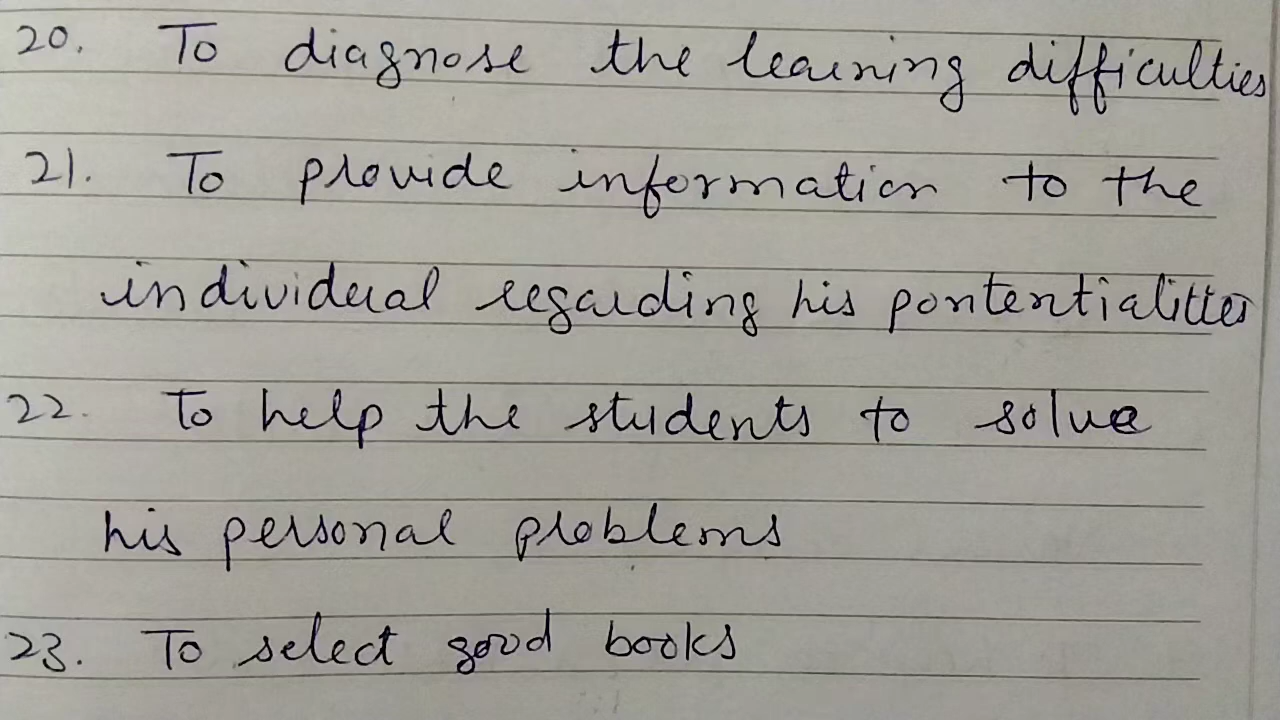 20. To diagnose the learning difficulties
21. To provide information to the
individual regarding his pontentialitties
22. To help the students to solve
his personal problems
23. To select good books